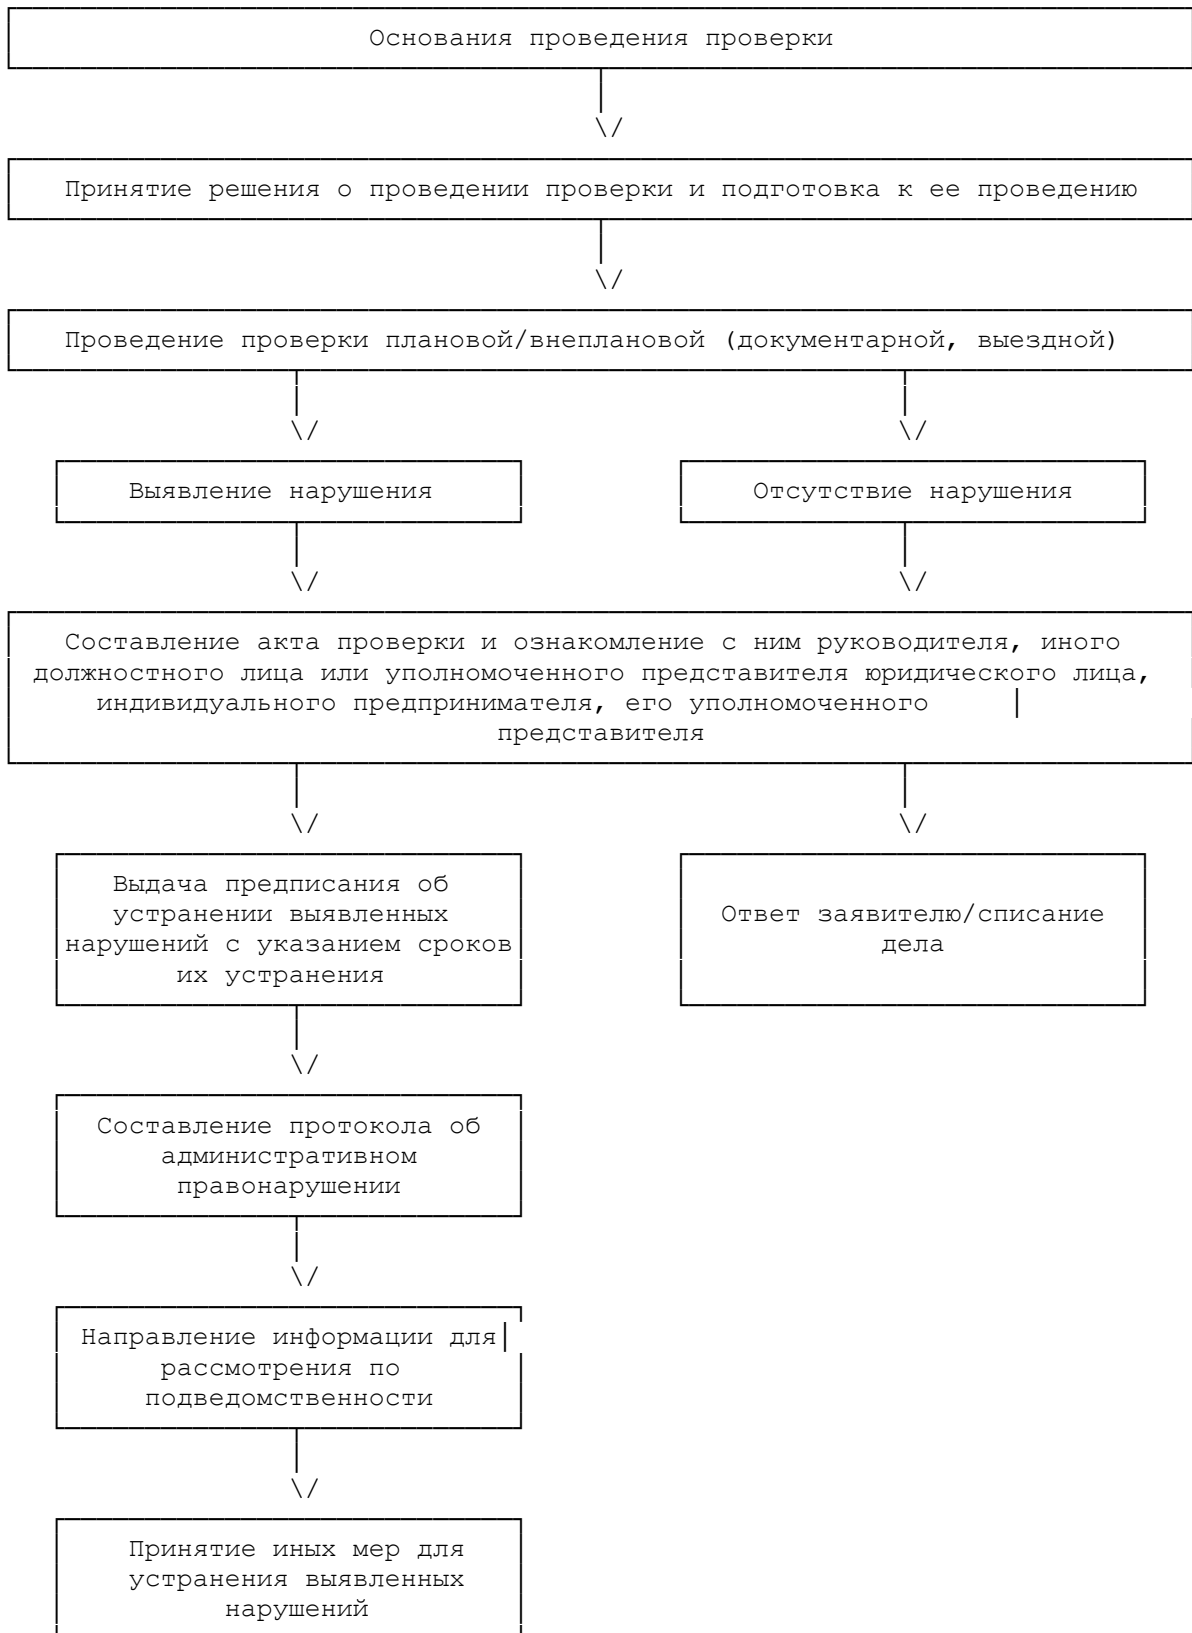 Основания проведения проверки
Принятие решения о проведении проверки и подготовка к ее проведению
Проведение проверки плановой/внеплановой (документарной, выездной)
Выявление нарушения
Отсутствие нарушения
Составление акта проверки и ознакомление с ним руководителя, иного
должностного лица или уполномоченного представителя юридического лица,
индивидуального предпринимателя, его уполномоченного
представителя
Выдача предписания об
устранении выявленных
нарушений с указанием сроков
их устранения
Ответ заявителю/списание
дела
Составление протокола об
административном
правонарушении
Направление информации для
рассмотрения по
подведомственности
Принятие иных мер для
устранения выявленных
нарушений